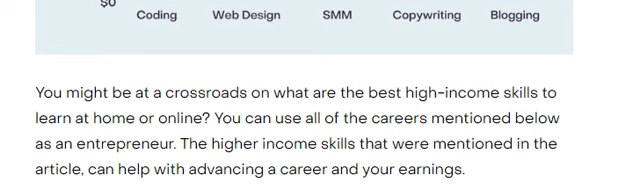 $0
Coding Web Design SMM Copywriting Blogging
You might be at a crossroads on what are the best high-income skills to
learn at home or online? You can use all of the careers mentioned below
as an entrepreneur. The higher income skills that were mentioned in the
article, can help with advancing a career and your earnings.